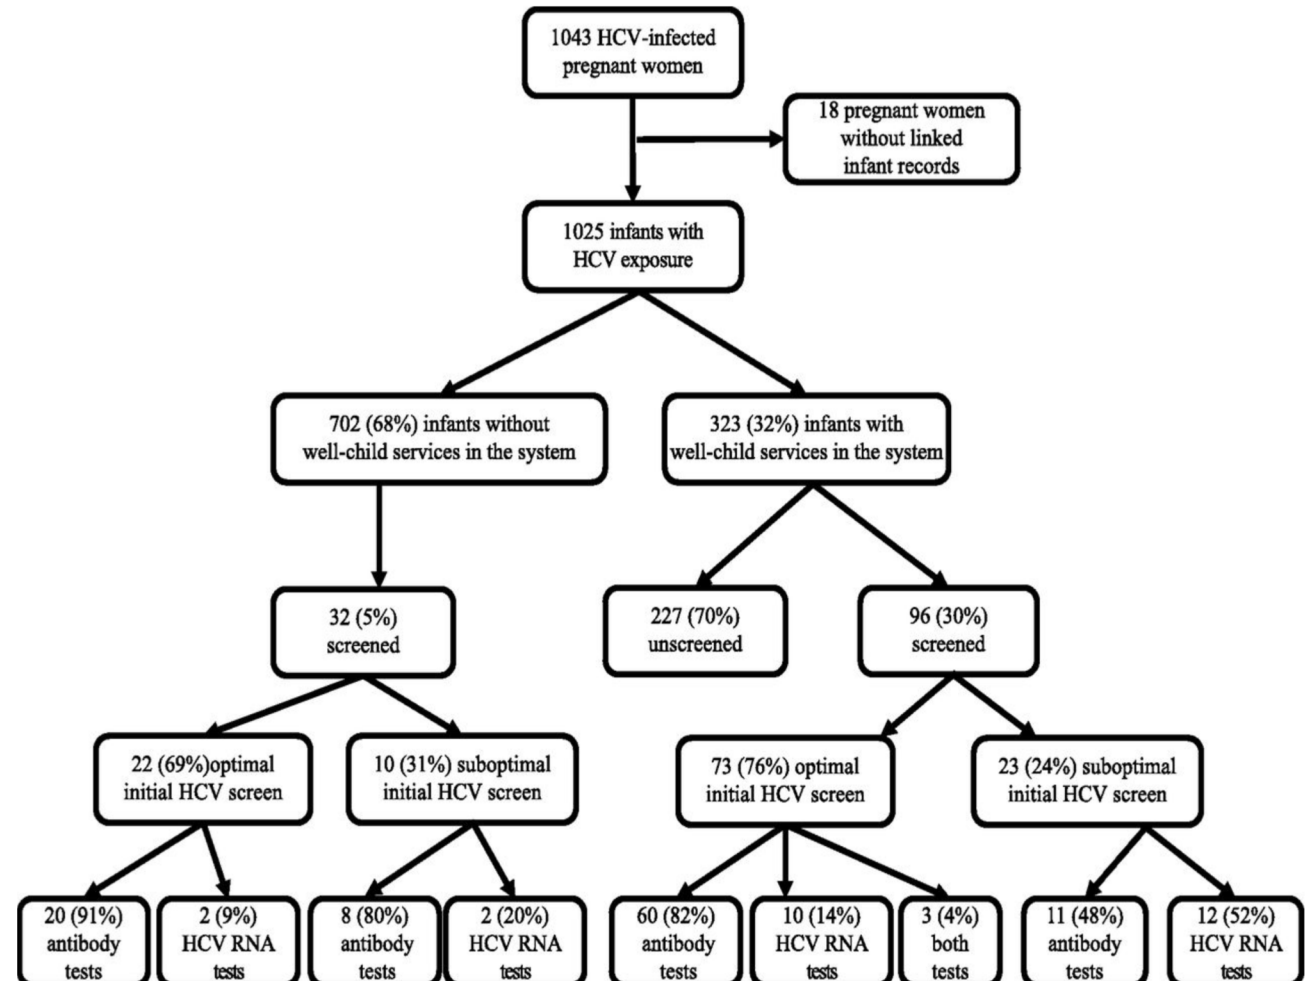 1043 HCV-infected
pregnant women
18 pregnant women
without linked
infant records
1025 infants with
HCV exposure
702 (68%) infants without
well-child services in the system
323 (32%) infants with
well-child services in the system
32 (5%)
screened
227 (70%)
unscreened
96 (30%)
screened
22 (69%)optimal
initial HCV screen
10 (31%) suboptimal
initial HCV screen
73 (76%) optimal
initial HCV screen
23 (24%) suboptimal
initial HCV screen
20 (91%)
antibody
tests
2 (9%)
HCV RNA
tests
8 (80%)
antibody
tests
2 (20%)
HCV RNA
tests
60 (82%)
antibody
tests
10 (14%)
HCV RNA
tests
3 (4%)
both
tests
11 (48%)
antibody
tests
12 (52%)
HCV RNA
tests